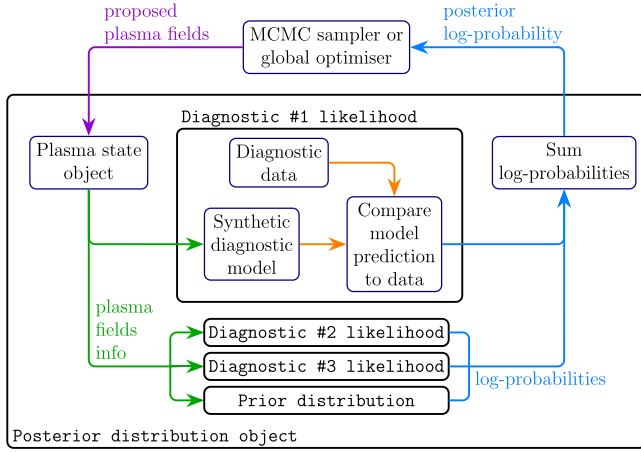 proposed
plasma fields
MCMC sampler or
global optimiser
posterior
log-probability
Diagnostic #1 likelihood
Plasma state
object
Diagnostic
data
Sum
log-probabilities
Synthetic
diagnostic
model
Compare
model
prediction
to data
plasma
fields
info
Diagnostic #2 likelihood
Diagnostic #3 likelihood
log-probabilities
Prior distribution
Posterior distribution object